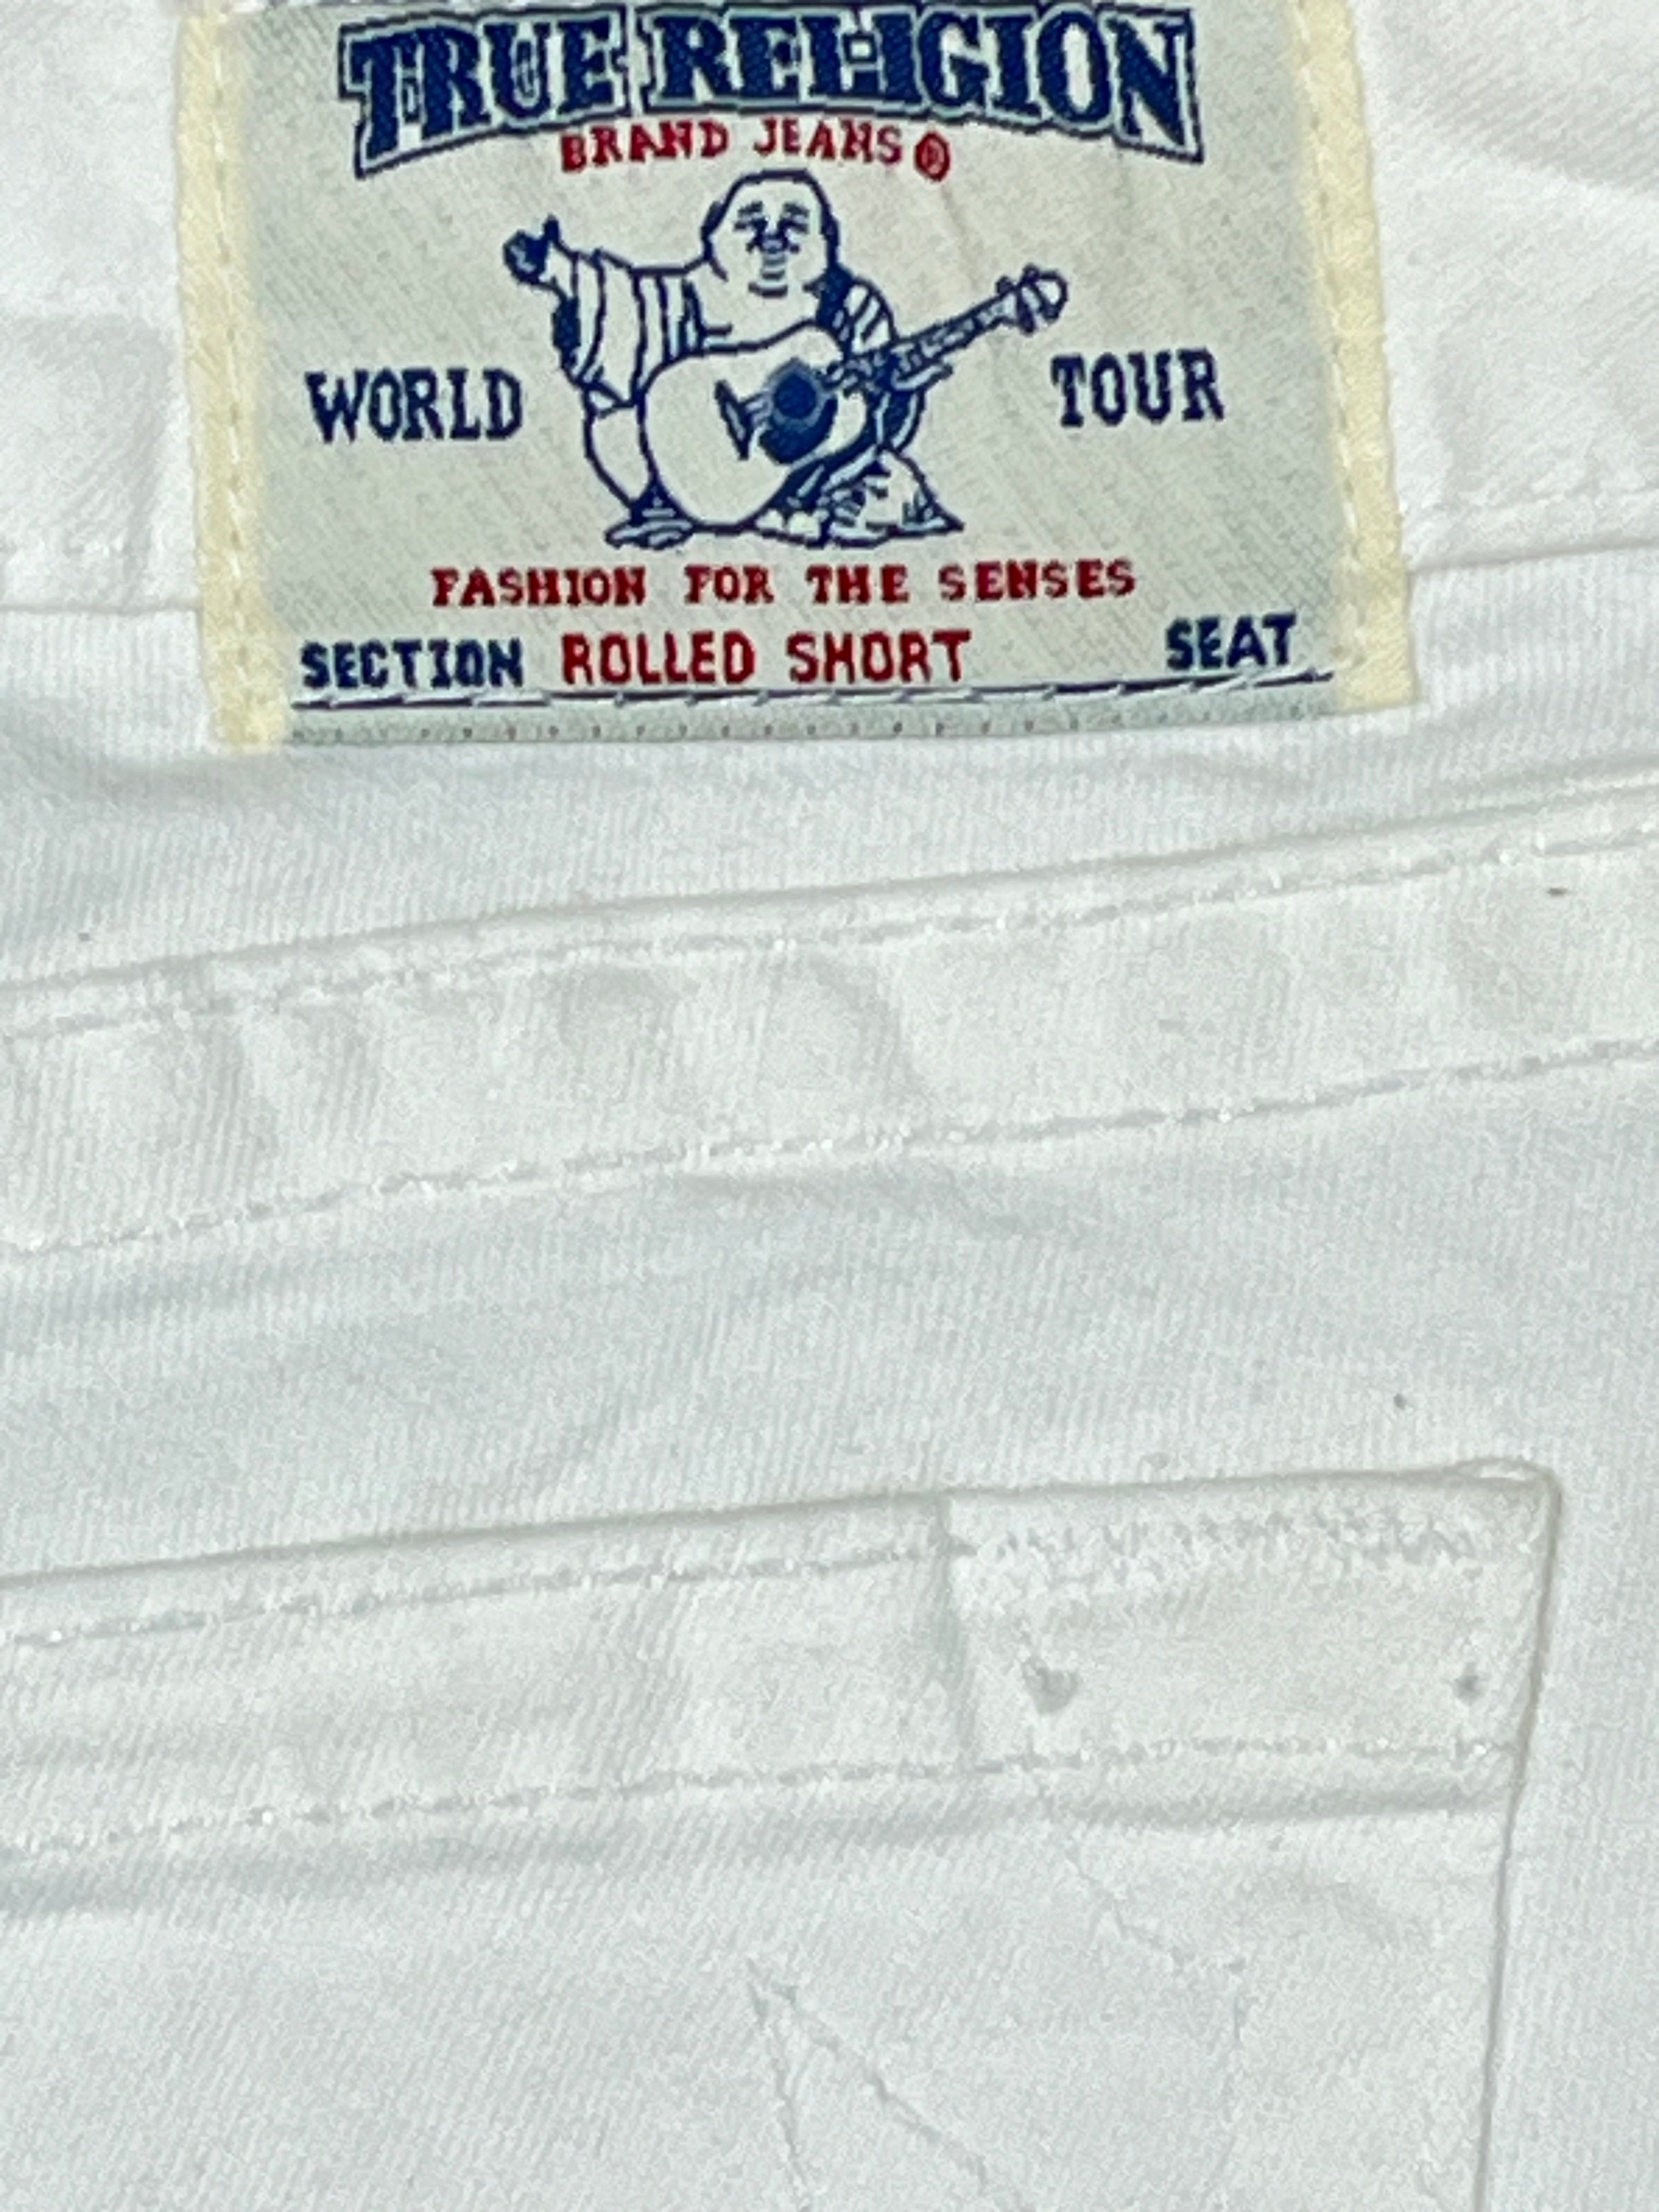 TRUE RELIGION
BRAND JEANS®
WORLD TOUR
FASHION FOR THE SENSES
SECTION ROLLED SHORT SEAT